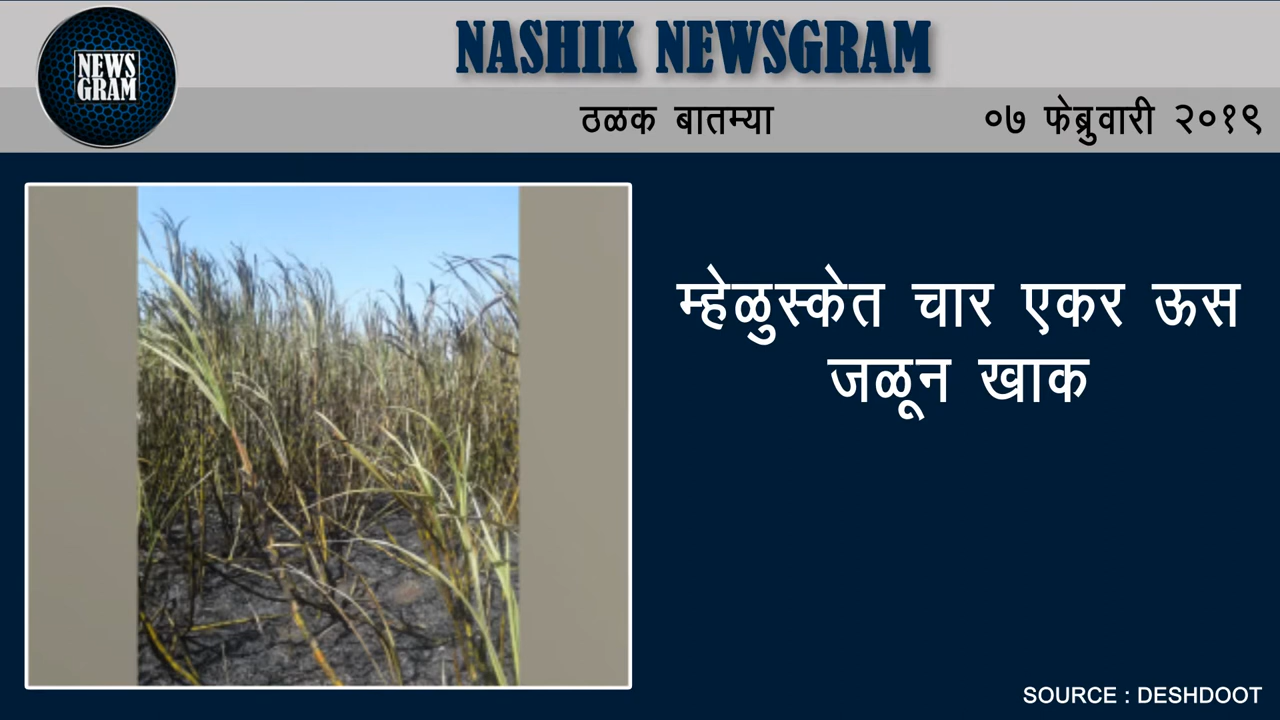 NEWS
GRAM
NASHIK NEWSGRAM
ठळक बातम्या
०७ फेब्रुवारी २०१९
म्हेळुस्केत चार एकर ऊस
जळून खाक
SOURCE : DESHDOOT